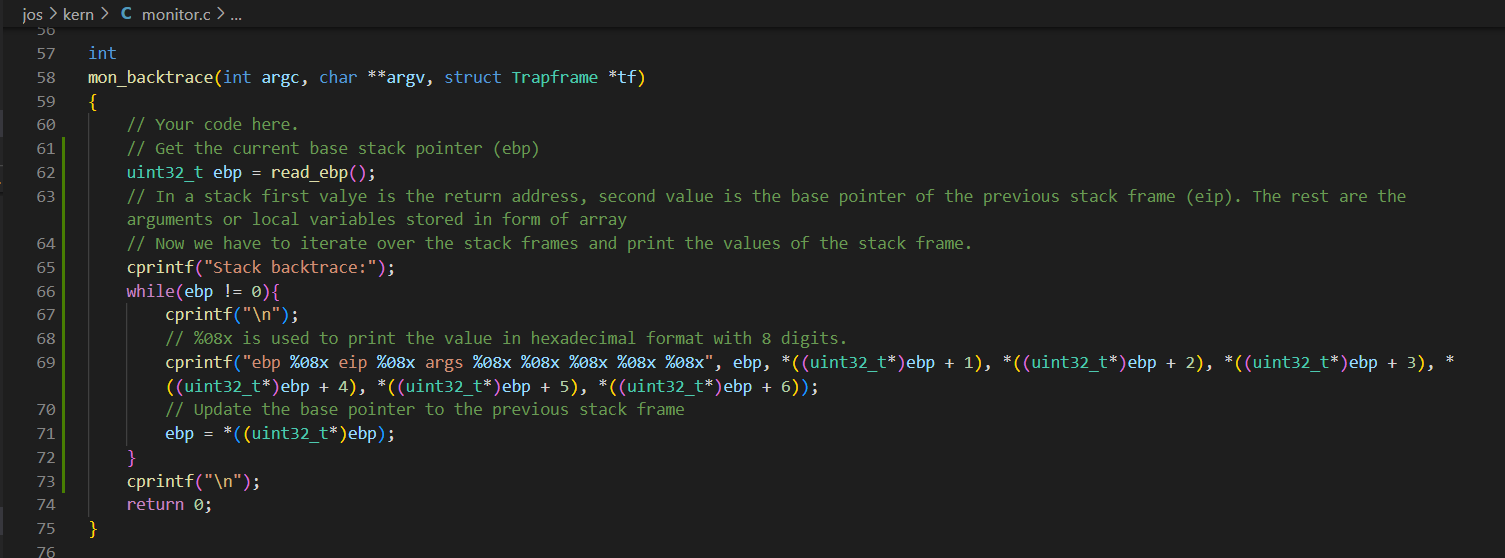 jos > kern > C monitor.c > ...
56
57 int
58 mon_backtrace(int argc, char **argv, struct Trapframe *tf)
59 {
60     // Your code here.
61     // Get the current base stack pointer (ebp)
62     uint32_t ebp = read_ebp();
63     // In a stack first valye is the return address, second value is the base pointer of the previous stack frame (eip). The rest are the
arguments or local variables stored in form of array
64     // Now we have to iterate over the stack frames and print the values of the stack frame.
65     cprintf("Stack backtrace:");
66     while(ebp != 0){
67         cprintf("\n");
68         // %08x is used to print the value in hexadecimal format with 8 digits.
69         cprintf("ebp %08x eip %08x args %08x %08x %08x %08x %08x", ebp, *((uint32_t*)ebp + 1), *((uint32_t*)ebp + 2), *((uint32_t*)ebp + 3), *
((uint32_t*)ebp + 4), *((uint32_t*)ebp + 5), *((uint32_t*)ebp + 6));
70         // Update the base pointer to the previous stack frame
71         ebp = *((uint32_t*)ebp);
72     }
73     cprintf("\n");
74     return 0;
75 }
76